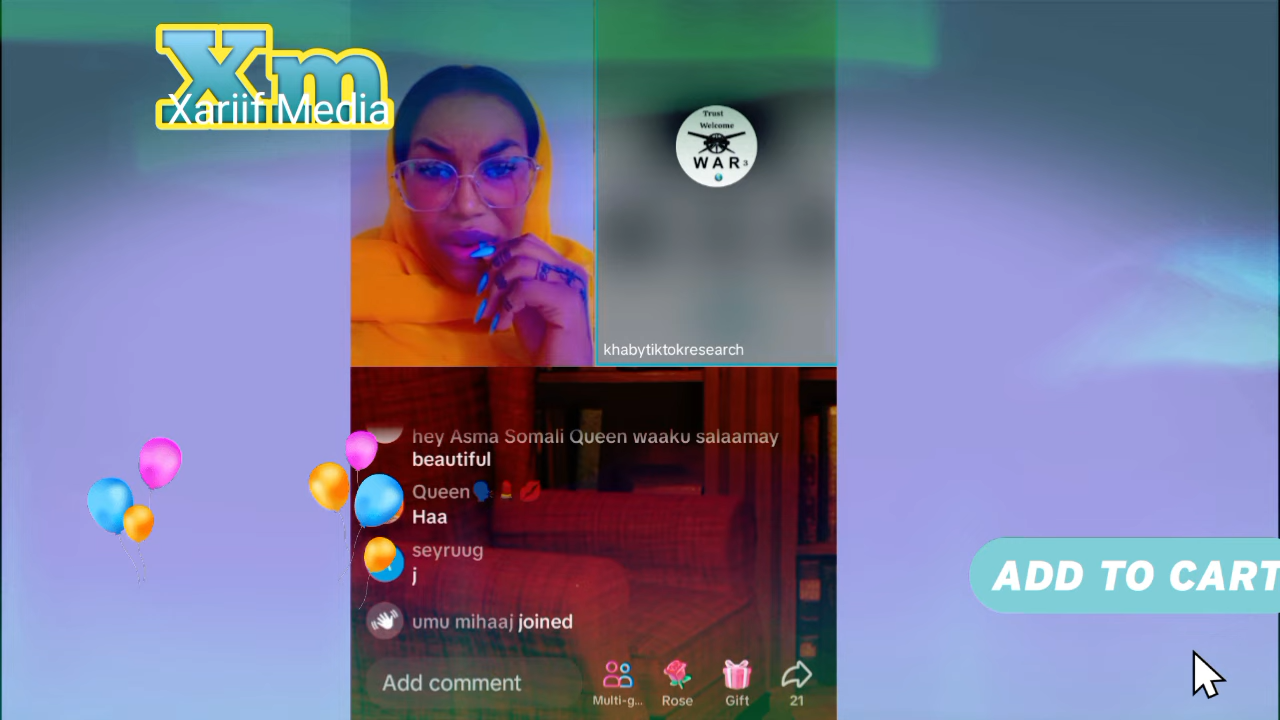 Xm
Xariif Media
Trust
Welcome
WAR3
khabytiktokresearch
hey Asma Somali Queen waaku salaamay
beautiful
Queen🗣️💄💋
Haa
seyruug
j
umu mihaaj joined
Add comment
Multi-g...
Rose
Gift
21
ADD TO CART